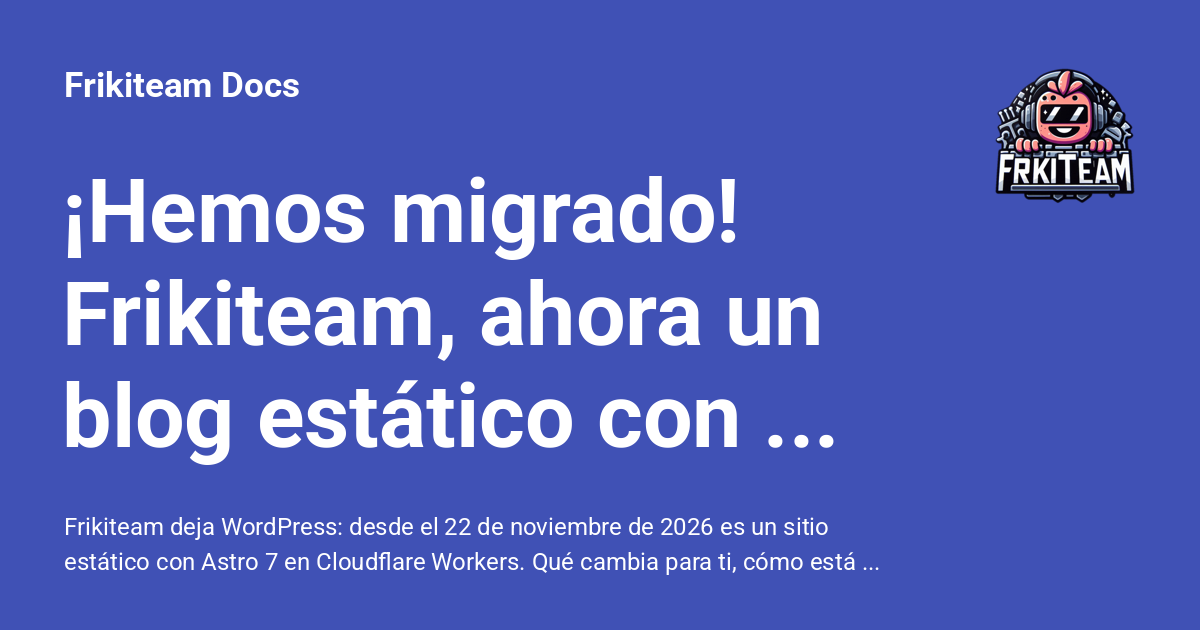 Frikiteam Docs
FRKITEAM
¡Hemos migrado!
Frikiteam, ahora un
blog estático con ...
Frikiteam deja WordPress: desde el 22 de noviembre de 2026 es un sitio
estático con Astro 7 en Cloudflare Workers. Qué cambia para ti, cómo está ...